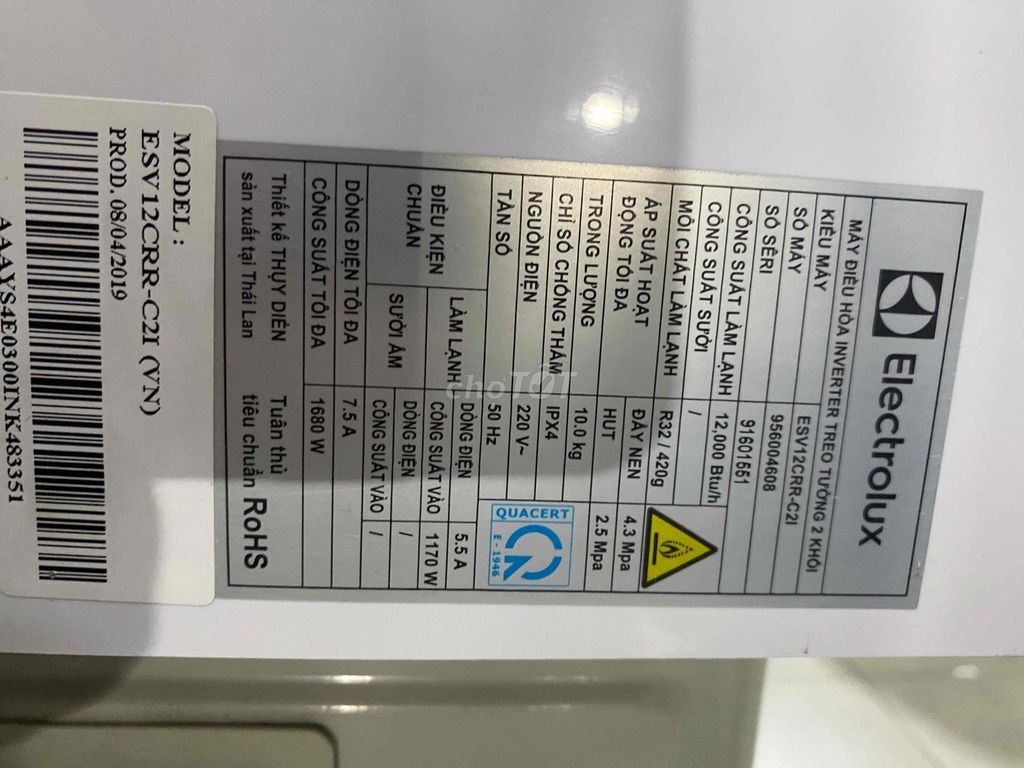 Electrolux
MÁY ĐIỀU HÒA INVERTER TREO TƯỜNG 2 KHỐI
KIỂU MÁY ESV12CRR-C2I
SỐ MÁY 956004608
SỐ SÊRI 91601561
CÔNG SUẤT LÀM LẠNH 12,000 Btu/h
CÔNG SUẤT SƯỞI /
MÔI CHẤT LÀM LẠNH R32 / 420g
ÁP SUẤT HOẠT ĐẨY NÉN 4.3 Mpa
ĐỘNG TỐI ĐA HÚT 2.5 Mpa
TRỌNG LƯỢNG 10.0 kg
CHỈ SỐ CHỐNG THẤM IPX4
NGUỒN ĐIỆN 220 V~
TẦN SỐ 50 Hz
QUACERT
E - 1946
ĐIỀU KIỆN
CHUẨN
LÀM LẠNH
DÒNG ĐIỆN 5.5 A
CÔNG SUẤT VÀO 1170 W
SƯỞI ẤM
DÒNG ĐIỆN /
CÔNG SUẤT VÀO /
DÒNG ĐIỆN TỐI ĐA 7.5 A
CÔNG SUẤT TỐI ĐA 1680 W
Thiết kế THỤY ĐIỂN
sản xuất tại Thái Lan
Tuân thủ
tiêu chuẩn RoHS
MODEL :
ESV12CRR-C2I (VN)
PROD. 08/04/2019
AAAYS4E0300INK483351
choTỐT